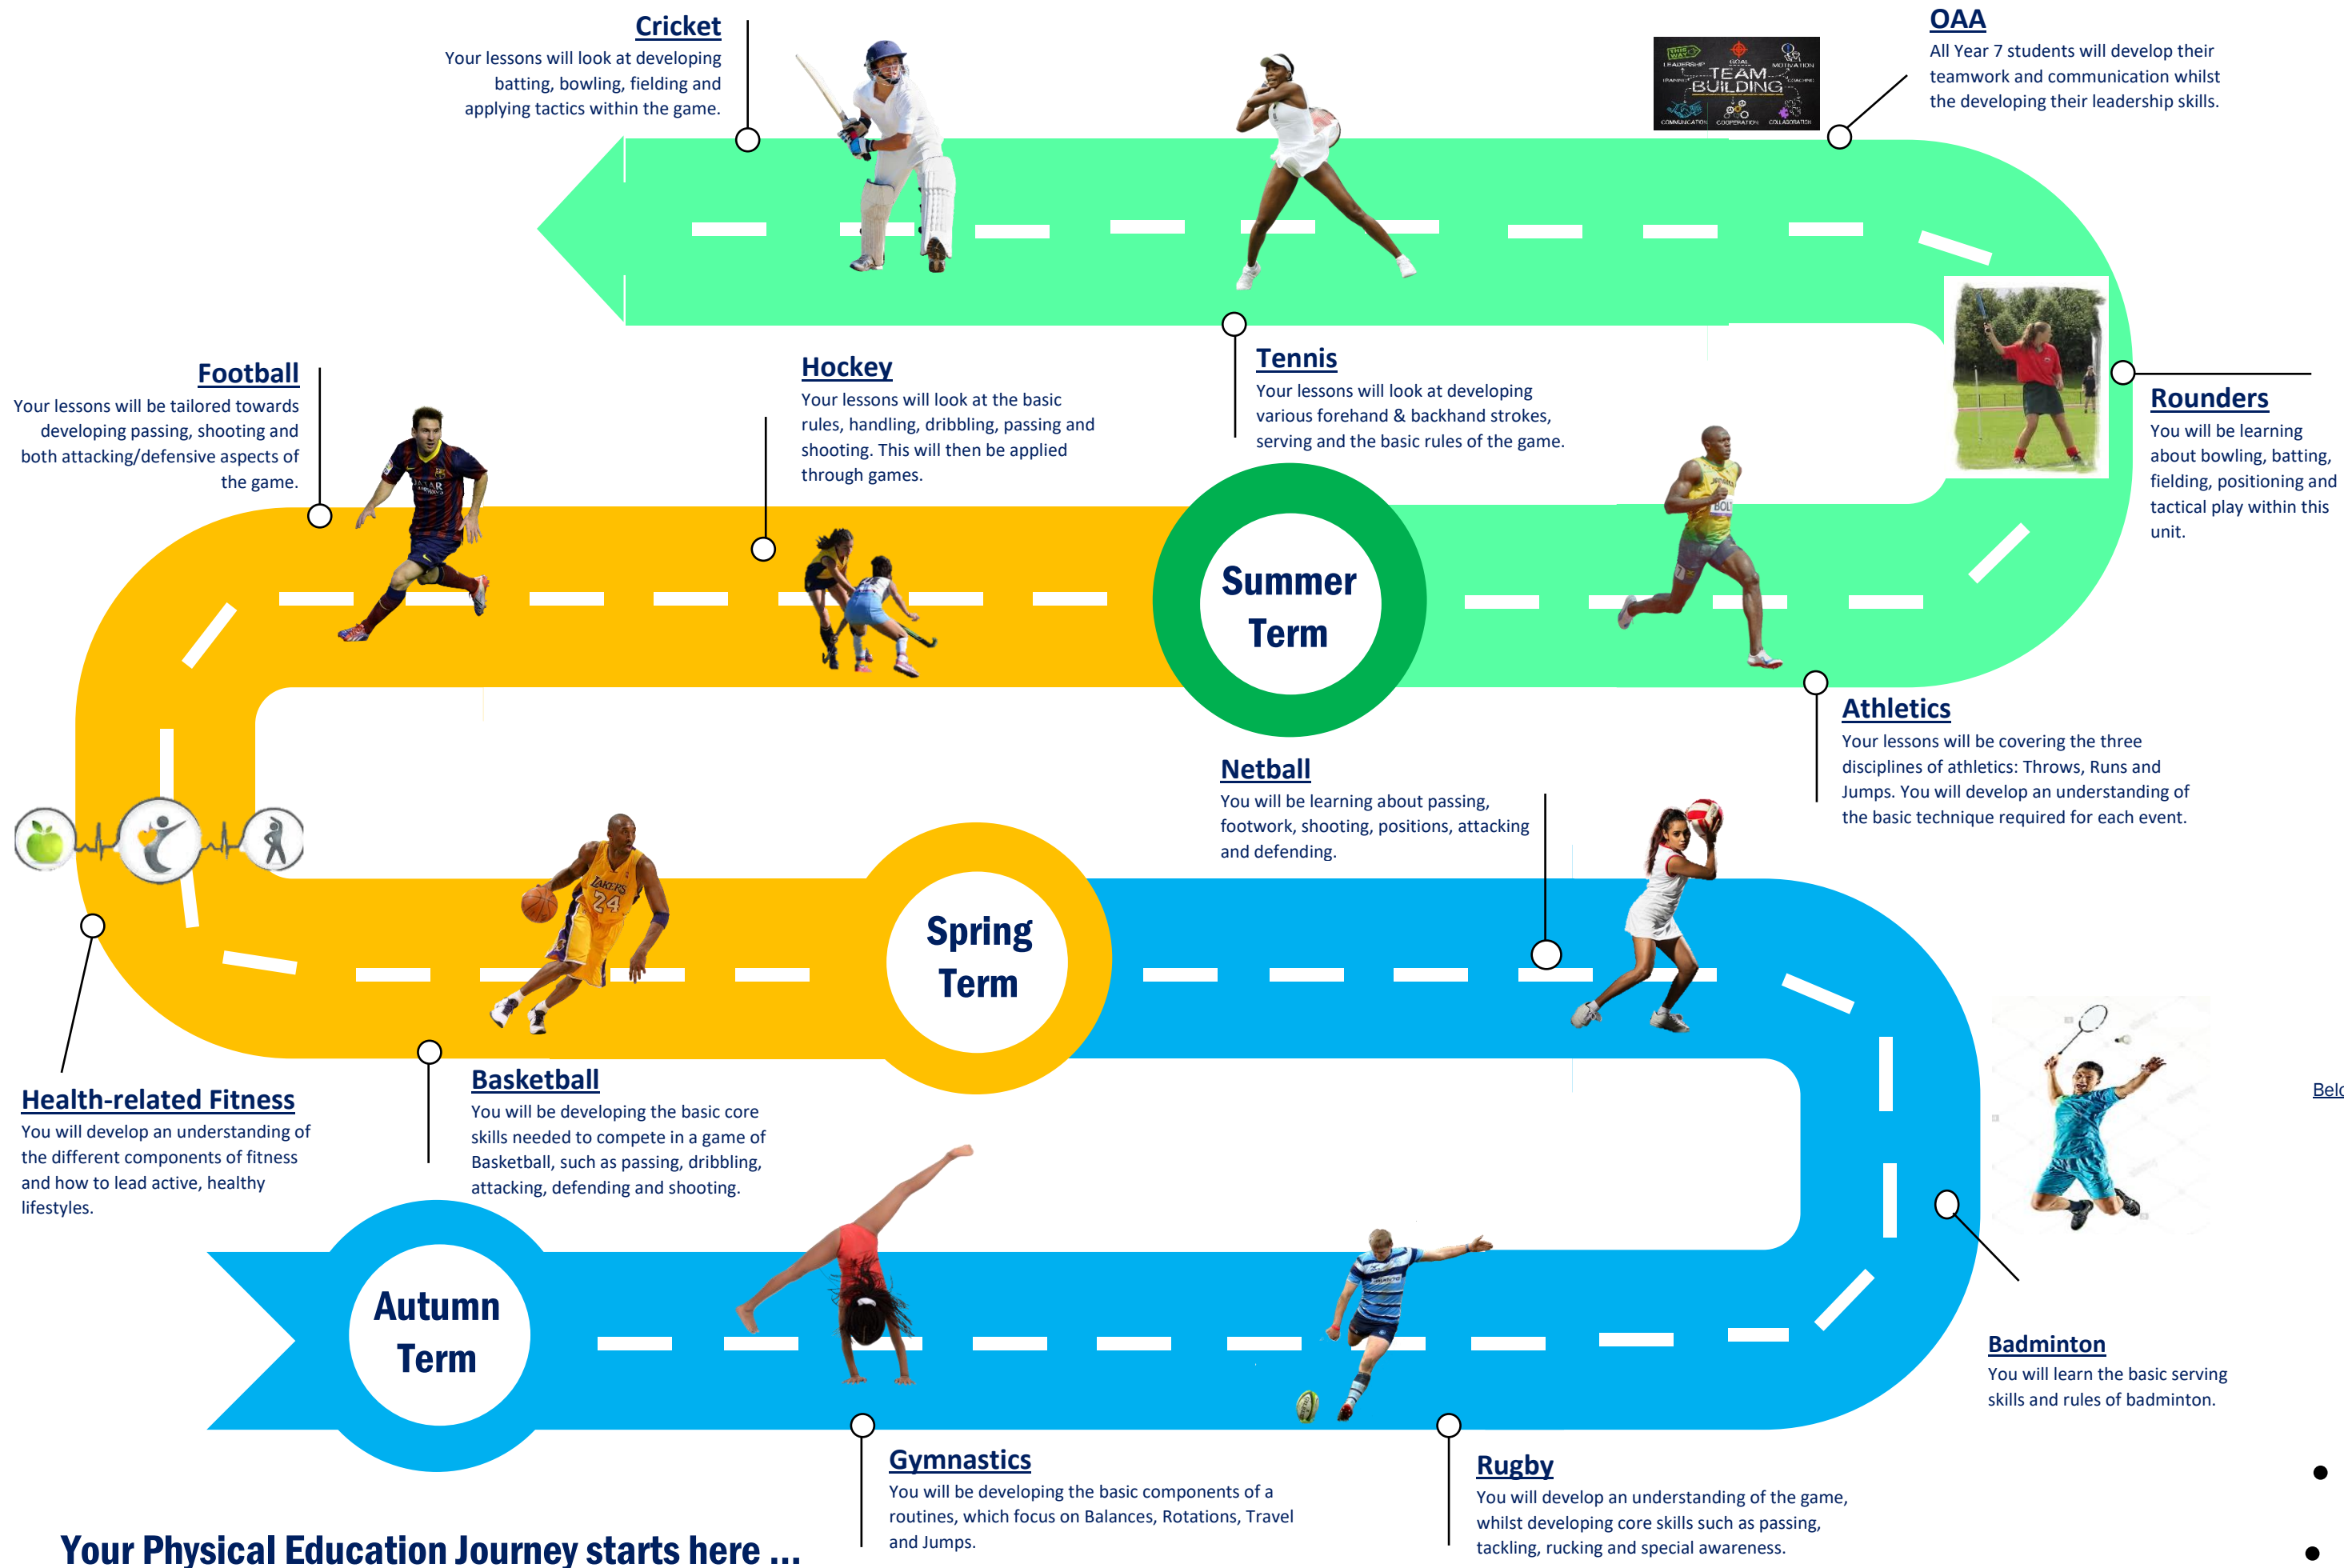 Cricket
Your lessons will look at developing
batting, bowling, fielding and
applying tactics within the game.
OAA
All Year 7 students will develop their
teamwork and communication whilst
the developing their leadership skills.
THIS WAY
LEADERSHIP
GOAL
MOTIVATION
TEAM
BUILDING
COMMUNICATION
COOPERATION
COLLABORATION
Football
Your lessons will be tailored towards
developing passing, shooting and
both attacking/defensive aspects of
the game.
Hockey
Your lessons will look at the basic
rules, handling, dribbling, passing and
shooting. This will then be applied
through games.
Tennis
Your lessons will look at developing
various forehand & backhand strokes,
serving and the basic rules of the game.
Rounders
You will be learning
about bowling, batting,
fielding, positioning and
tactical play within this
unit.
BOLT
Summer
Term
Athletics
Your lessons will be covering the three
disciplines of athletics: Throws, Runs and
Jumps. You will develop an understanding of
the basic technique required for each event.
Netball
You will be learning about passing,
footwork, shooting, positions, attacking
and defending.
LAKERS
24
Spring
Term
Health-related Fitness
You will develop an understanding of
the different components of fitness
and how to lead active, healthy
lifestyles.
Basketball
You will be developing the basic core
skills needed to compete in a game of
Basketball, such as passing, dribbling,
attacking, defending and shooting.
Autumn
Term
Badminton
You will learn the basic serving
skills and rules of badminton.
Gymnastics
You will be developing the basic components of a
routines, which focus on Balances, Rotations, Travel
and Jumps.
Rugby
You will develop an understanding of the game,
whilst developing core skills such as passing,
tackling, rucking and special awareness.
Your Physical Education Journey starts here ...